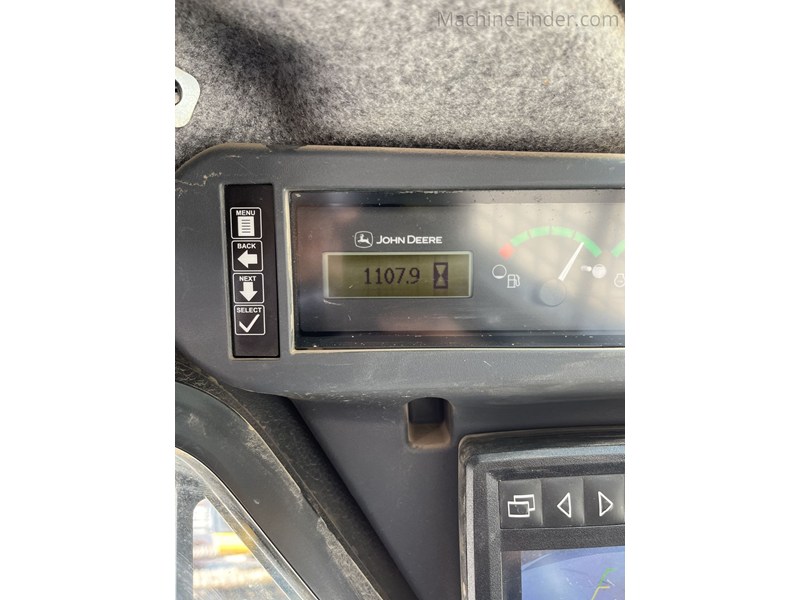 MachineFinder.com
MENU
BACK
NEXT
SELECT
JOHN DEERE
1107.9